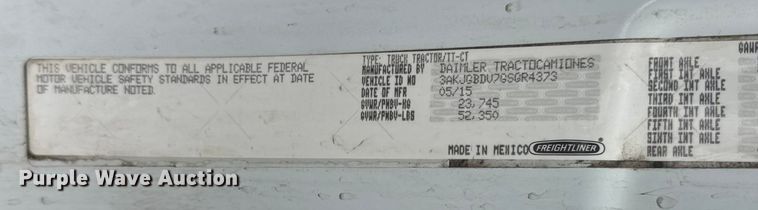 THIS VEHICLE CONFORMS TO ALL APPLICABLE FEDERAL
MOTOR VEHICLE SAFETY STANDARDS IN EFFECT AT DATE
OF MANUFACTURE NOTED.
TYPE: TRUCK TRACTOR/TT-CT
MANUFACTURED BY DAIMLER TRACTOCAMIONES
VEHICLE ID NO 3AKJGBDV7GSGR4373
DATE OF MFR 05/15
GVWR/PNBV-KG 23,745
GVWR/PNBV-LBS 52,350
MADE IN MEXICO FREIGHTLINER
GAWR
FRONT AXLE
FIRST INT AXLE
SECOND INT AXLE
THIRD INT AXLE
FOURTH INT AXLE
FIFTH INT AXLE
SIXTH INT AXLE
REAR AXLE
Purple Wave Auction